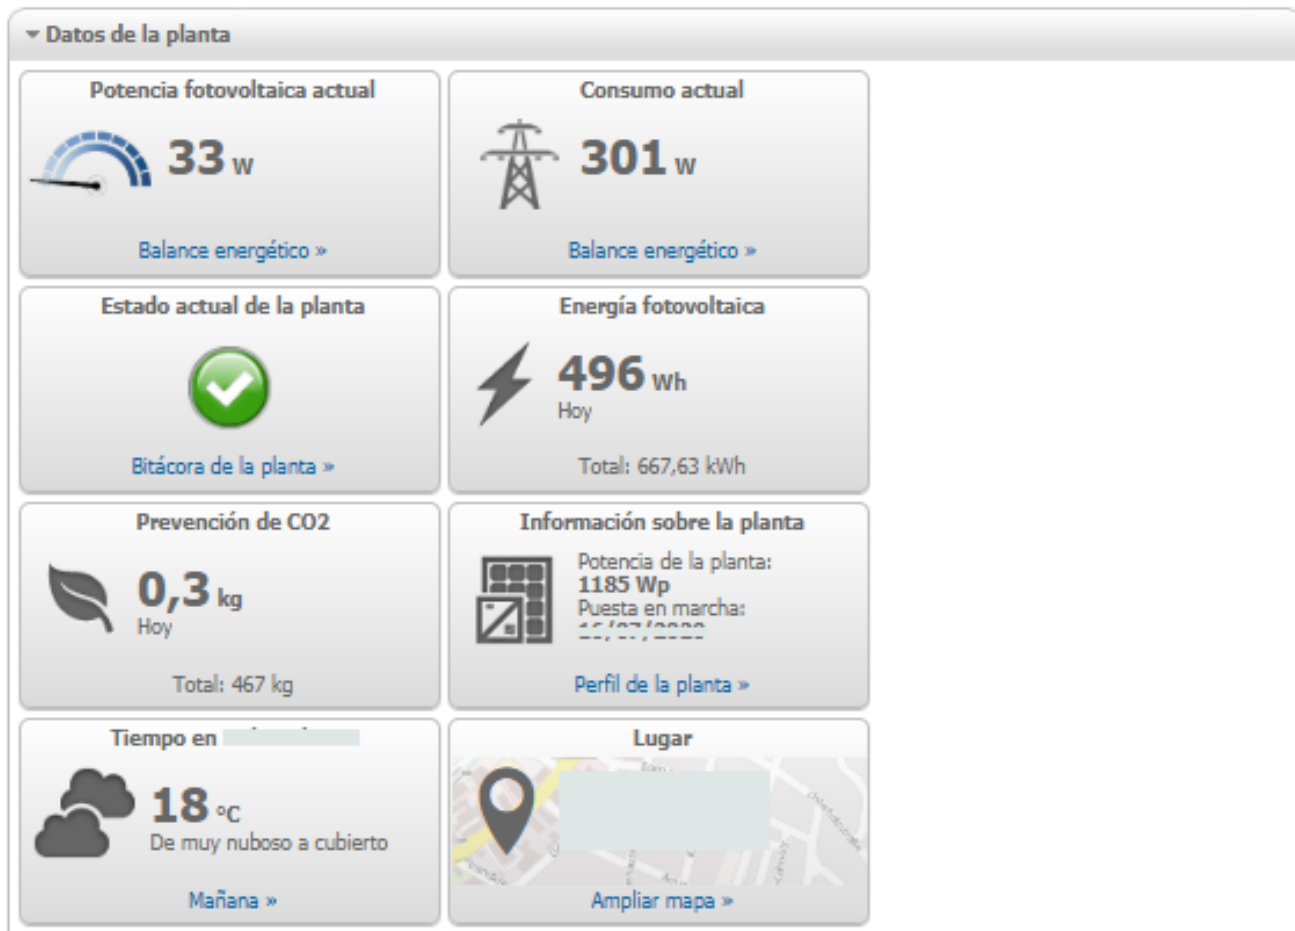 Datos de la planta
Potencia fotovoltaica actual
33 W
Balance energético »
Consumo actual
301 W
Balance energético »
Estado actual de la planta
Bitácora de la planta »
Energía fotovoltaica
496 Wh
Hoy
Total: 667,63 kWh
Prevención de CO2
0,3 kg
Hoy
Total: 467 kg
Información sobre la planta
Potencia de la planta:
1185 Wp
Puesta en marcha:
Perfil de la planta »
Tiempo en
18 °C
De muy nuboso a cubierto
Mañana »
Lugar
Ampliar mapa »